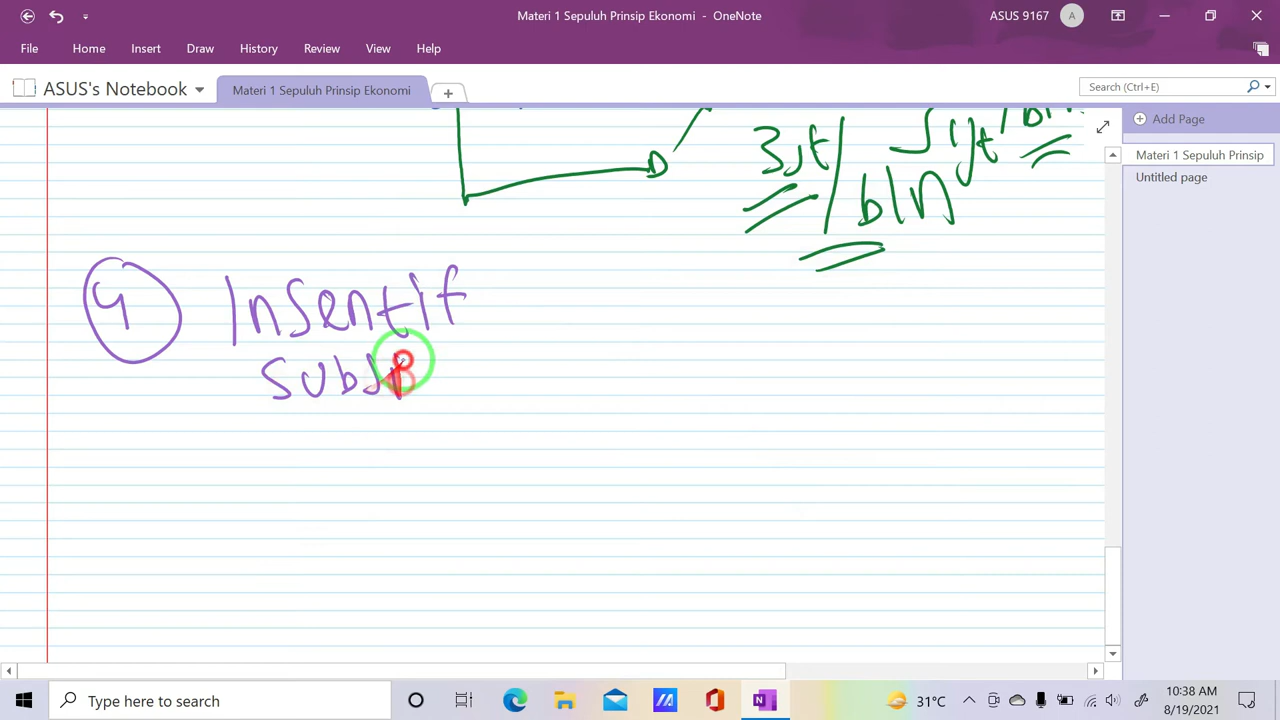 Materi 1 Sepuluh Prinsip Ekonomi - OneNote
ASUS 9167
A
File Home Insert Draw History Review View Help
ASUS's Notebook
Materi 1 Sepuluh Prinsip Ekonomi
Search (Ctrl+E)
Add Page
Materi 1 Sepuluh Prinsip
Untitled page
3jt/bln
4 Insentif
Subsi
Type here to search
31°C
10:38 AM
8/19/2021